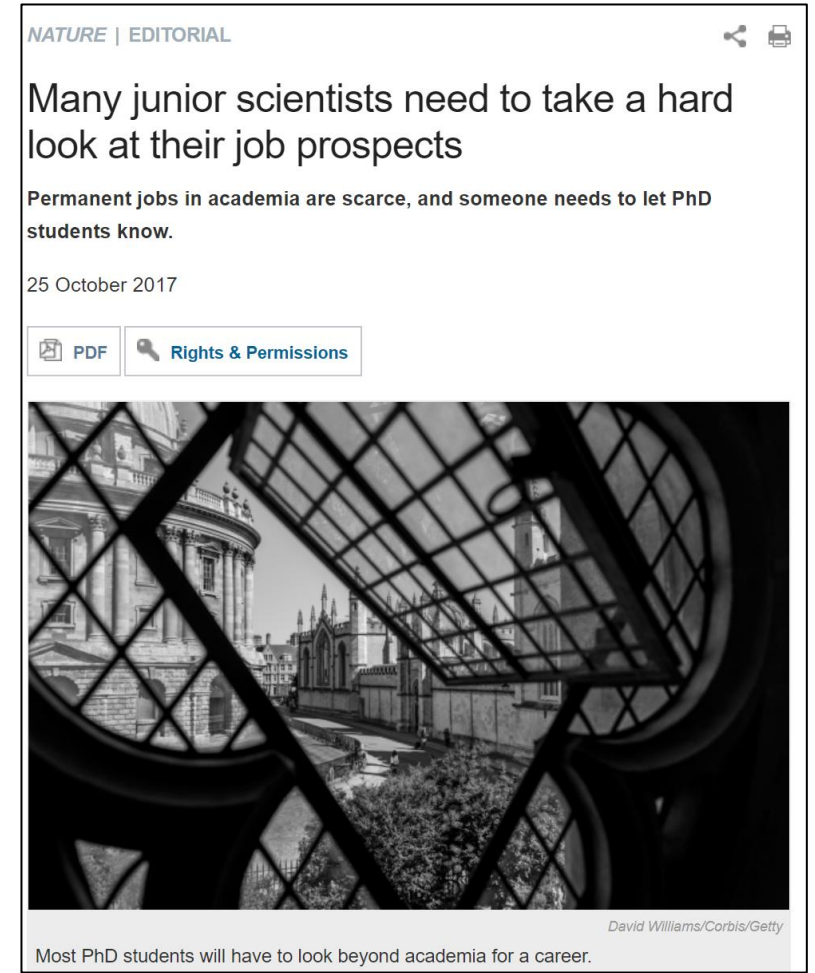 NATURE | EDITORIAL
Many junior scientists need to take a hard
look at their job prospects
Permanent jobs in academia are scarce, and someone needs to let PhD
students know.
25 October 2017
PDF
Rights & Permissions
David Williams/Corbis/Getty
Most PhD students will have to look beyond academia for a career.